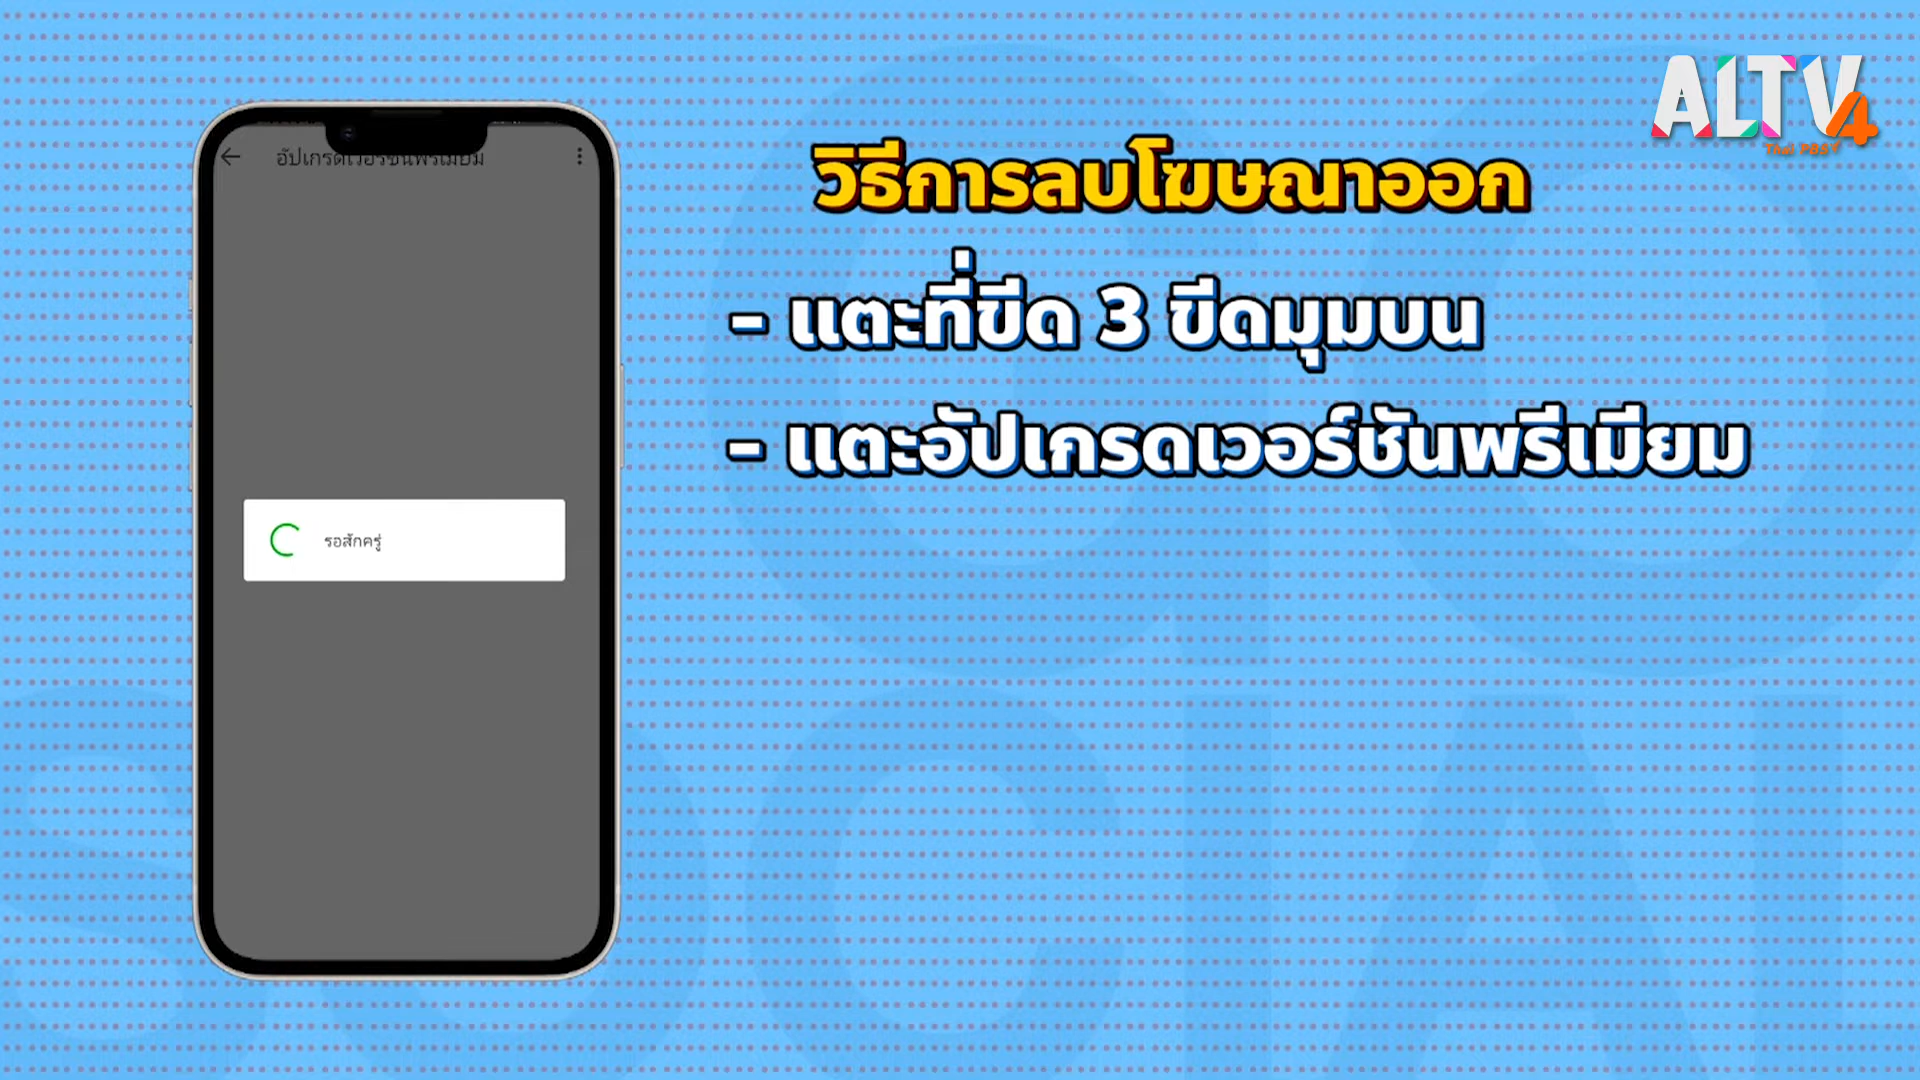 ALTV4
Thai PBS
วิธีการลบโฆษณาออก
- แตะที่ขีด 3 ขีดมุมบน
- แตะอัปเกรดเวอร์ชันพรีเมียม
อัปเกรดเวอร์ชันพรีเมียม
รอสักครู่
SOCIAL